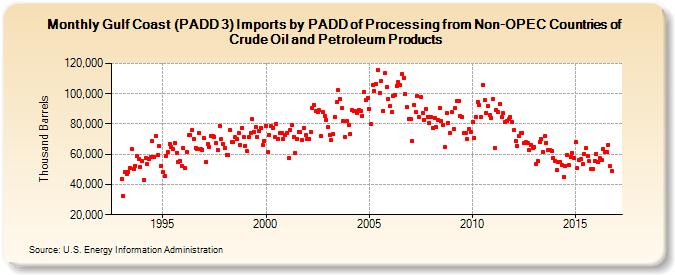 Monthly Gulf Coast (PADD 3) Imports by PADD of Processing from Non-OPEC Countries of
Crude Oil and Petroleum Products
Thousand Barrels
120,000
100,000
80,000
60,000
40,000
20,000
1995
2000
2005
2010
2015
Source: U.S. Energy Information Administration